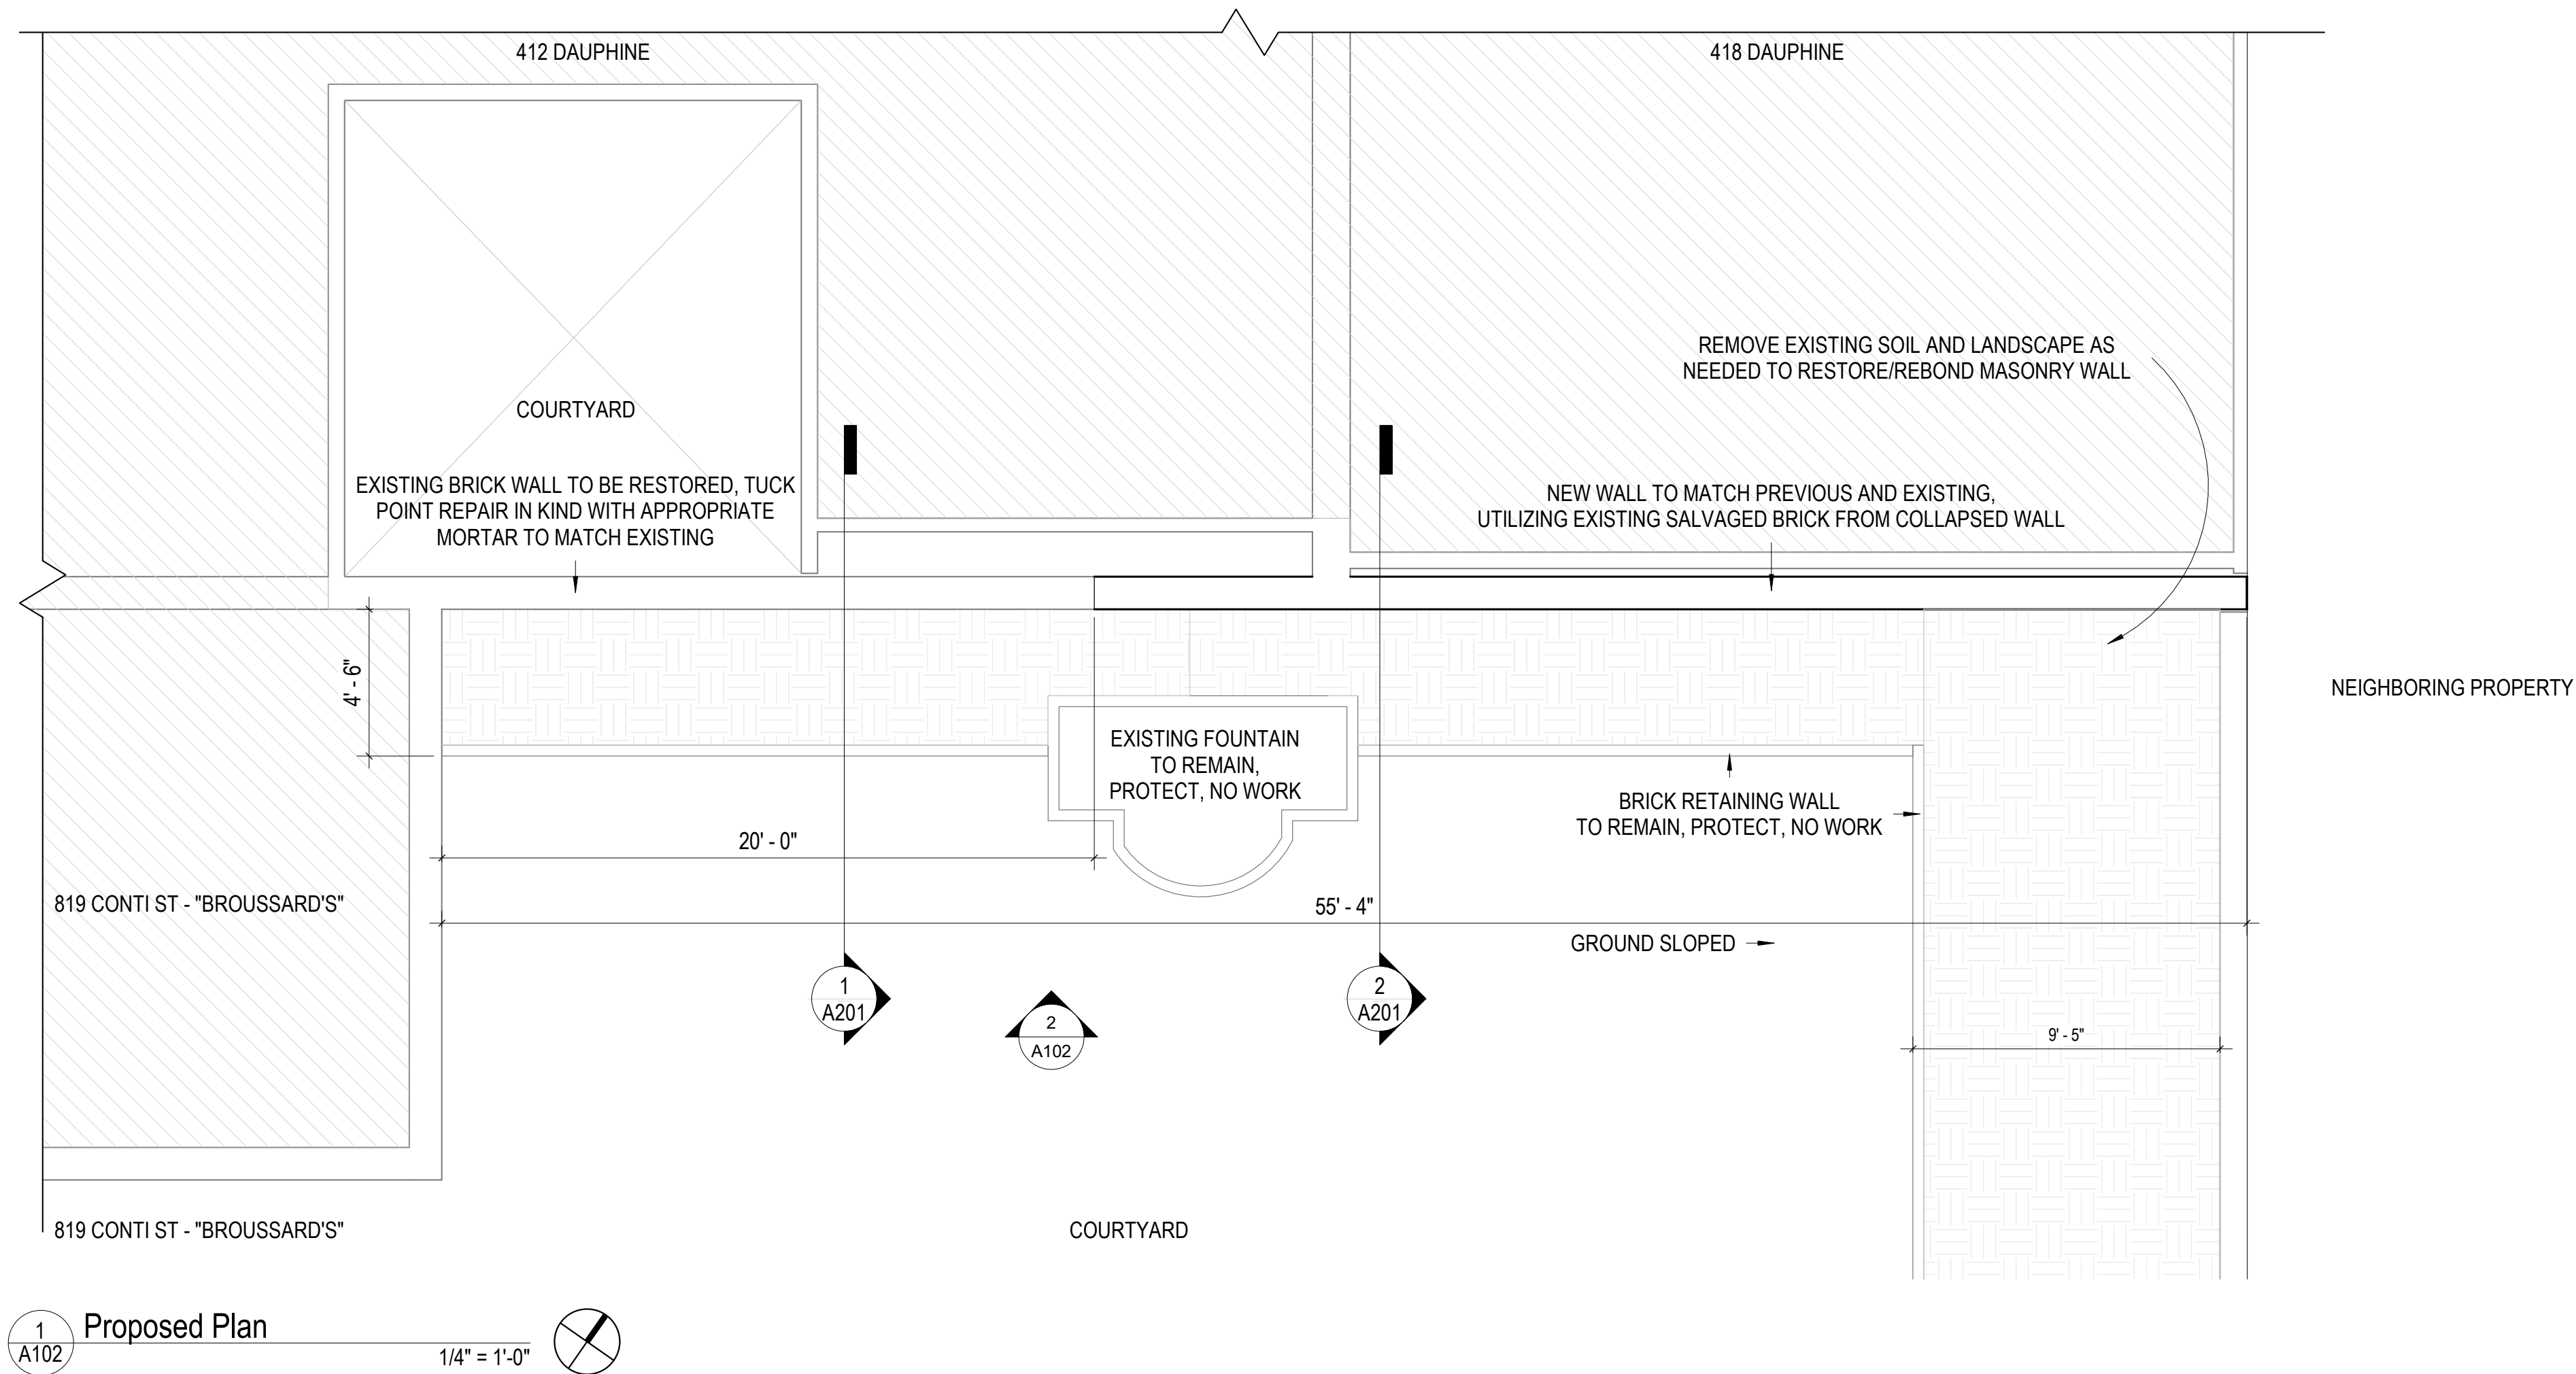 412 DAUPHINE
418 DAUPHINE
REMOVE EXISTING SOIL AND LANDSCAPE AS
NEEDED TO RESTORE/REBOND MASONRY WALL
COURTYARD
EXISTING BRICK WALL TO BE RESTORED, TUCK
POINT REPAIR IN KIND WITH APPROPRIATE
MORTAR TO MATCH EXISTING
NEW WALL TO MATCH PREVIOUS AND EXISTING,
UTILIZING EXISTING SALVAGED BRICK FROM COLLAPSED WALL
4' - 6"
NEIGHBORING PROPERTY
EXISTING FOUNTAIN
TO REMAIN,
PROTECT, NO WORK
BRICK RETAINING WALL
TO REMAIN, PROTECT, NO WORK
20' - 0"
819 CONTI ST - "BROUSSARD'S"
55' - 4"
GROUND SLOPED
1
A201
2
A102
2
A201
9' - 5"
819 CONTI ST - "BROUSSARD'S"
COURTYARD
1
A102
Proposed Plan
1/4" = 1'-0"